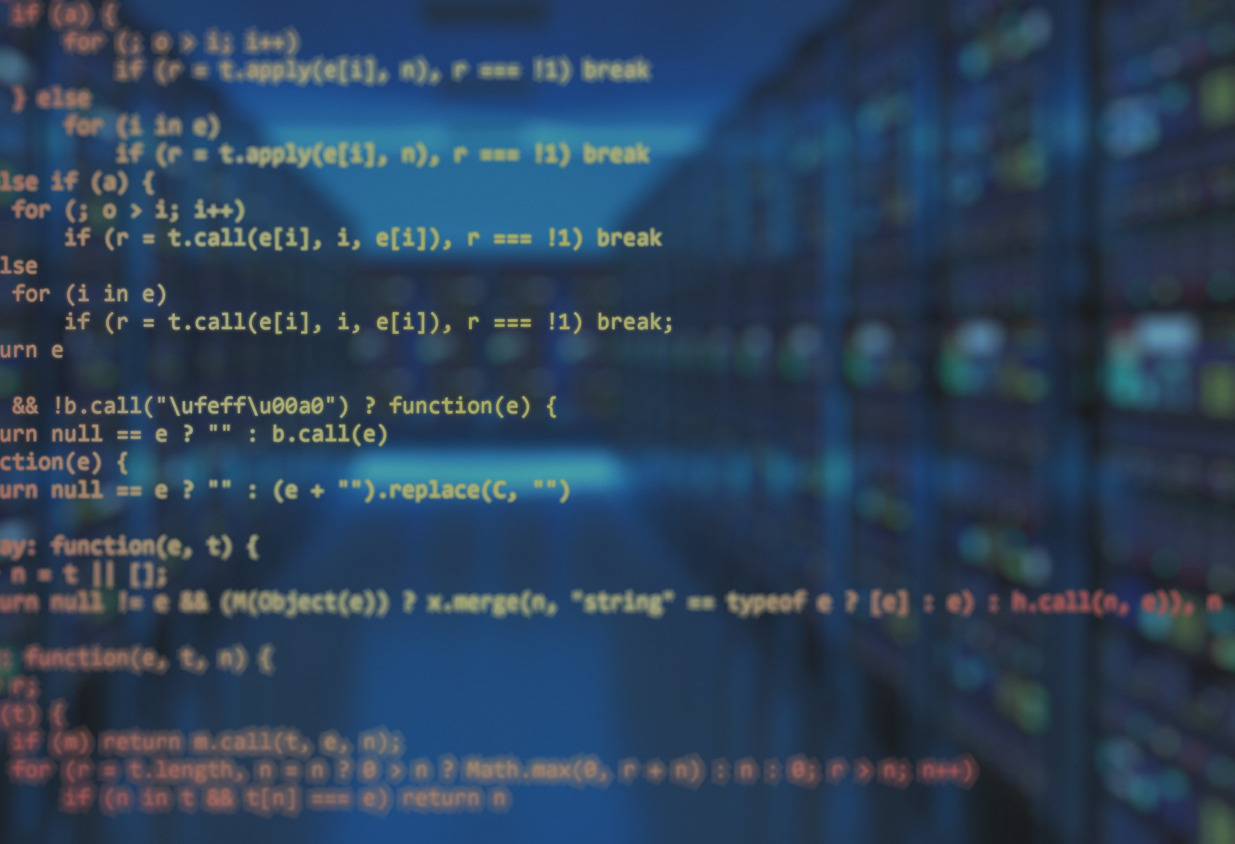 if (a) {
for (; o > i; i++)
if (r = t.apply(e[i], n), r === !1) break
} else
for (i in e)
if (r = t.apply(e[i], n), r === !1) break
lse if (a) {
for (; o > i; i++)
if (r = t.call(e[i], i, e[i]), r === !1) break
lse
for (i in e)
if (r = t.call(e[i], i, e[i]), r === !1) break;
urn e
&& !b.call("\ufeff\u00a0") ? function(e) {
urn null == e ? "" : b.call(e)
ction(e) {
urn null == e ? "" : (e + "").replace(C, "")
ay: function(e, t) {
n = t || [];
urn null != e && (M(Object(e)) ? x.merge(n, "string" == typeof e ? [e] : e) : h.call(n, e)), n
: function(e, t, n) {
r;
(t) {
if (m) return m.call(t, e, n);
for (r = t.length, n = n ? 0 > n ? Math.max(0, r + n) : n : 0; r > n; n++)
if (n in t && t[n] === e) return n